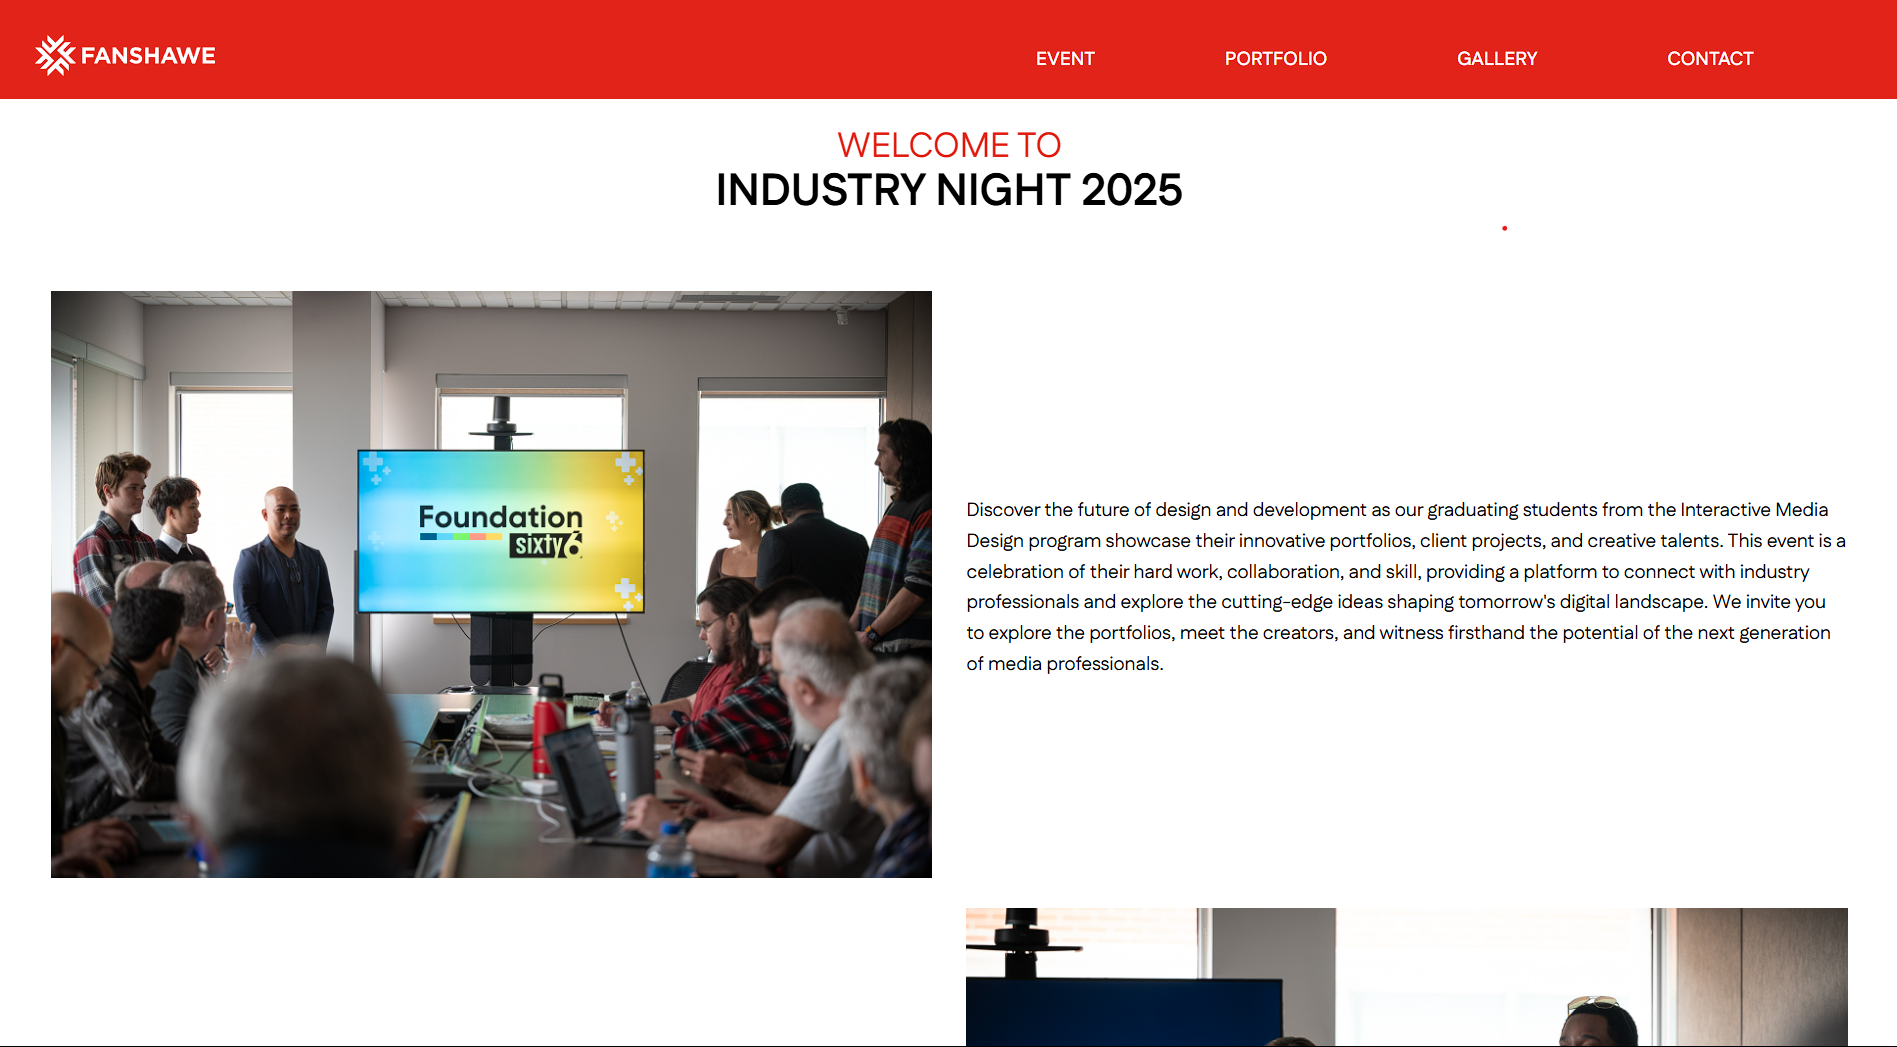 FANSHAWE
EVENT PORTFOLIO GALLERY CONTACT
WELCOME TO
INDUSTRY NIGHT 2025
Foundation
sixty6
Discover the future of design and development as our graduating students from the Interactive Media
Design program showcase their innovative portfolios, client projects, and creative talents. This event is a
celebration of their hard work, collaboration, and skill, providing a platform to connect with industry
professionals and explore the cutting-edge ideas shaping tomorrow's digital landscape. We invite you
to explore the portfolios, meet the creators, and witness firsthand the potential of the next generation
of media professionals.